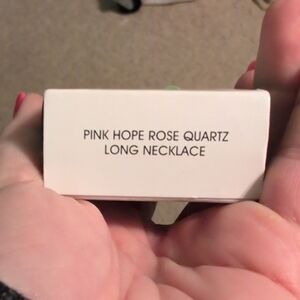 PINK HOPE ROSE QUARTZ
LONG NECKLACE